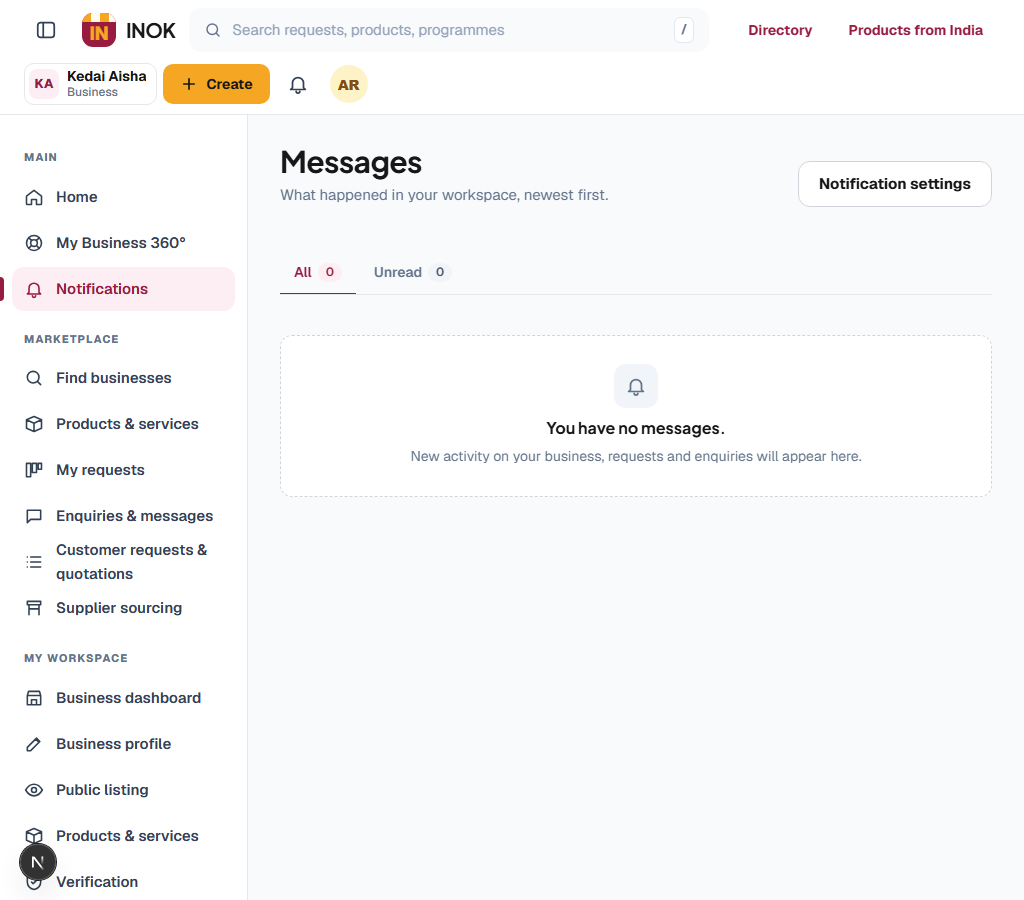 IN INOK
Search requests, products, programmes
/
Directory
Products from India
KA
Kedai Aisha
Business
+ Create
AR
MAIN
Home
My Business 360°
Notifications
MARKETPLACE
Find businesses
Products & services
My requests
Enquiries & messages
Customer requests &
quotations
Supplier sourcing
MY WORKSPACE
Business dashboard
Business profile
Public listing
Products & services
N
Verification
Messages
What happened in your workspace, newest first.
Notification settings
All 0
Unread 0
You have no messages.
New activity on your business, requests and enquiries will appear here.